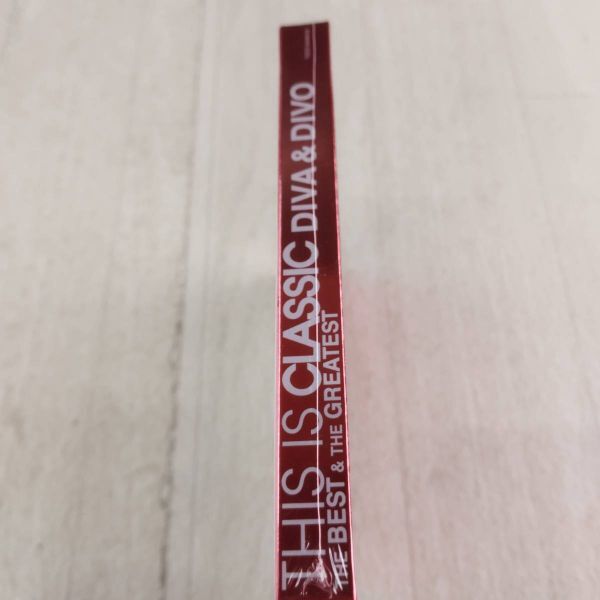 THIS IS CLASSIC DIVA & DIVO
THE BEST & THE GREATEST